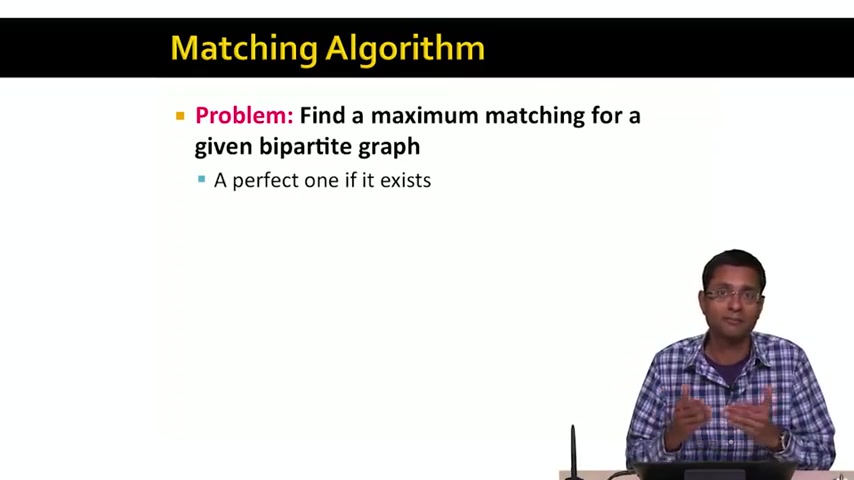 Matching Algorithm
Problem: Find a maximum matching for a
given bipartite graph
A perfect one if it exists